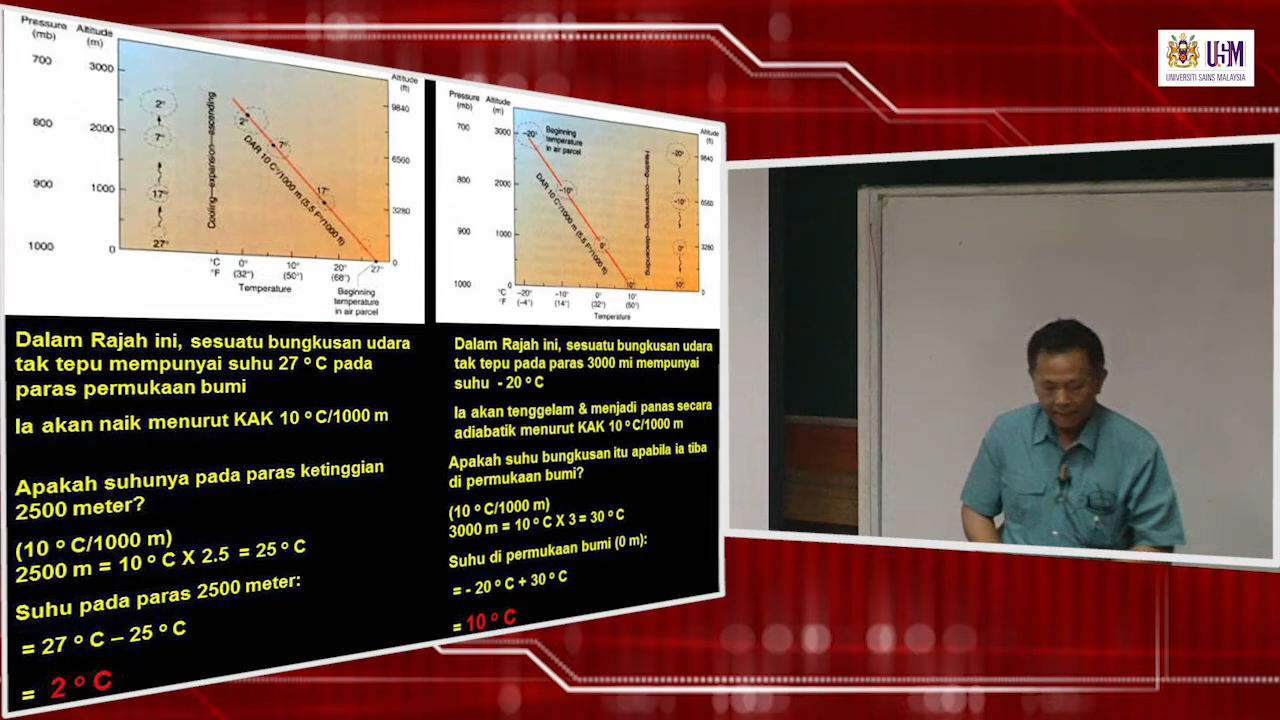 Pressure
(mb)
Altitude
(m)
700
3000
800
2000
900
1000
1000
0
Altitude
(ft)
9840
6560
3280
0
2°
7°
17°
27°
Cooling—expansion—ascending
2°
7°
17°
DAR 10 C°/1000 m (5.5 F°/1000 ft)
°C 0° 10° 20° 27°
°F (32°) (50°) (68°)
Temperature
Beginning
temperature
in air parcel
Pressure
(mb)
Altitude
(m)
700
3000
800
2000
900
1000
1000
0
Altitude
(ft)
9840
6560
3280
0
-20°
Beginning
temperature
in air parcel
-10°
0°
10°
DAR 10 C°/1000 m (5.5 F°/1000 ft)
Heating—compression—descending
-20°
-10°
0°
10°
°C -20° -10° 0° 10°
°F (-4°) (14°) (32°) (50°)
Temperature
Dalam Rajah ini, sesuatu bungkusan udara
tak tepu mempunyai suhu 27 º C pada
paras permukaan bumi
Ia akan naik menurut KAK 10 º C/1000 m
Apakah suhunya pada paras ketinggian
2500 meter?
(10 º C/1000 m)
2500 m = 10 º C X 2.5 = 25 º C
Suhu pada paras 2500 meter:
= 27 º C – 25 º C
= 2 º C
Dalam Rajah ini, sesuatu bungkusan udara
tak tepu pada paras 3000 mi mempunyai
suhu - 20 º C
Ia akan tenggelam & menjadi panas secara
adiabatik menurut KAK 10 º C/1000 m
Apakah suhu bungkusan itu apabila ia tiba
di permukaan bumi?
(10 º C/1000 m)
3000 m = 10 º C X 3 = 30 º C
Suhu di permukaan bumi (0 m):
= - 20 º C + 30 º C
= 10 º C
USM
UNIVERSITI SAINS MALAYSIA